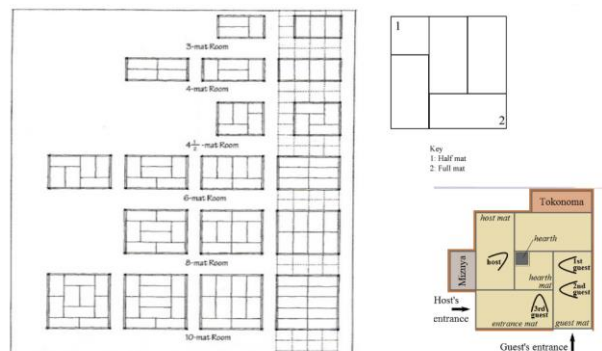 3-mat Room
4-mat Room
4 1/2 -mat Room
6-mat Room
8-mat Room
10-mat Room
1
2
Key
1: Half mat
2: Full mat
Tokonoma
host mat
hearth
host
1st
guest
Mizuya
hearth
mat
2nd
guest
Host's
entrance
3rd
guest
entrance mat
guest mat
Guest's entrance